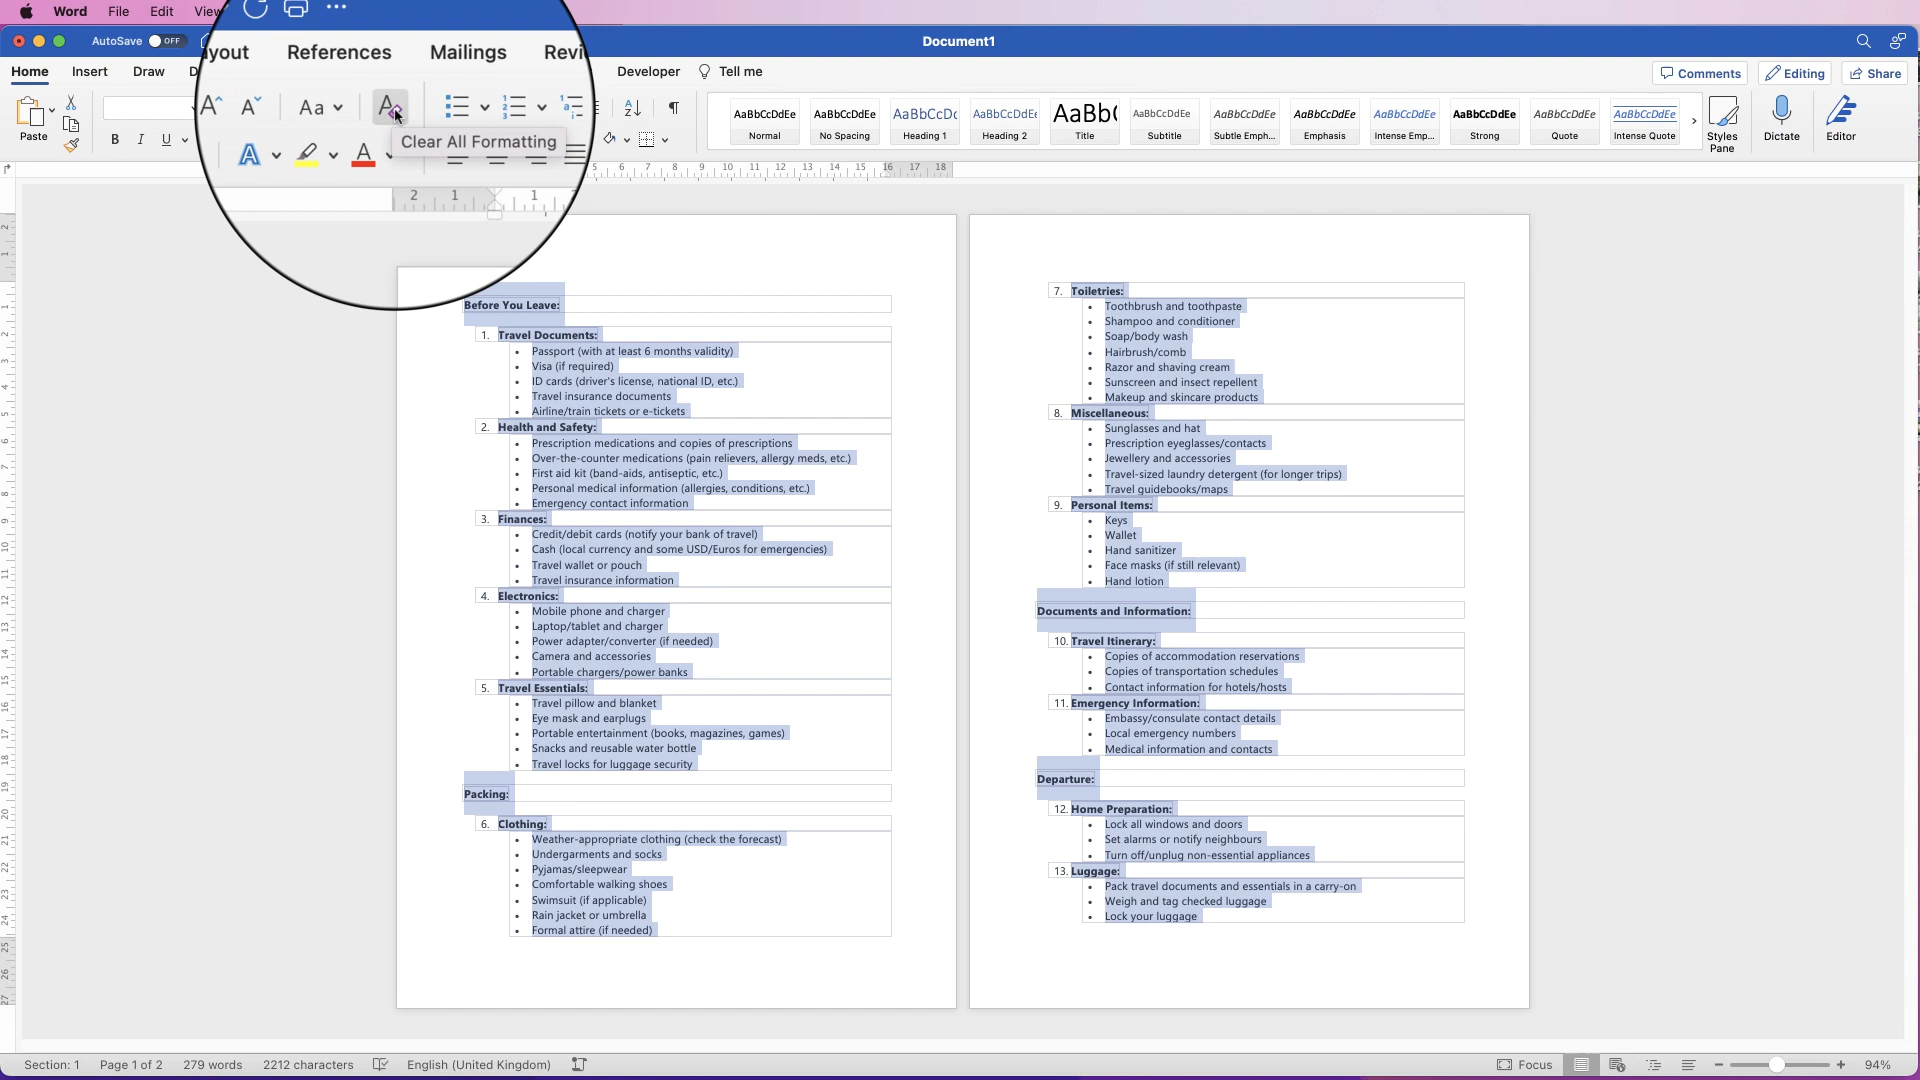 Word File Edit View
AutoSave OFF
Document1
Home Insert Draw D
yout References Mailings Revi
Developer Tell me
Comments Editing Share
Paste
Aa
B I U
Clear All Formatting
AaBbCcDdEe Normal
AaBbCcDdEe No Spacing
AaBbCcDc Heading 1
AaBbCcDdEe Heading 2
AaBb( Title
AaBbCcDdEe Subtitle
AaBbCcDdEe Subtle Emph...
AaBbCcDdEe Emphasis
AaBbCcDdEe Intense Emp...
AaBbCcDdEe Strong
AaBbCcDdEe Quote
AaBbCcDdEe Intense Quote
Styles Pane
Dictate
Editor
2 1 1
5 6 7 8 9 10 11 12 13 14 15 16 17 18
Before You Leave:
1. Travel Documents:
• Passport (with at least 6 months validity)
• Visa (if required)
• ID cards (driver's license, national ID, etc.)
• Travel insurance documents
• Airline/train tickets or e-tickets
2. Health and Safety:
• Prescription medications and copies of prescriptions
• Over-the-counter medications (pain relievers, allergy meds, etc.)
• First aid kit (band-aids, antiseptic, etc.)
• Personal medical information (allergies, conditions, etc.)
• Emergency contact information
3. Finances:
• Credit/debit cards (notify your bank of travel)
• Cash (local currency and some USD/Euros for emergencies)
• Travel wallet or pouch
• Travel insurance information
4. Electronics:
• Mobile phone and charger
• Laptop/tablet and charger
• Power adapter/converter (if needed)
• Camera and accessories
• Portable chargers/power banks
5. Travel Essentials:
• Travel pillow and blanket
• Eye mask and earplugs
• Portable entertainment (books, magazines, games)
• Snacks and reusable water bottle
• Travel locks for luggage security
Packing:
6. Clothing:
• Weather-appropriate clothing (check the forecast)
• Undergarments and socks
• Pyjamas/sleepwear
• Comfortable walking shoes
• Swimsuit (if applicable)
• Rain jacket or umbrella
• Formal attire (if needed)
7. Toiletries:
• Toothbrush and toothpaste
• Shampoo and conditioner
• Soap/body wash
• Hairbrush/comb
• Razor and shaving cream
• Sunscreen and insect repellent
• Makeup and skincare products
8. Miscellaneous:
• Sunglasses and hat
• Prescription eyeglasses/contacts
• Jewellery and accessories
• Travel-sized laundry detergent (for longer trips)
• Travel guidebooks/maps
9. Personal Items:
• Keys
• Wallet
• Hand sanitizer
• Face masks (if still relevant)
• Hand lotion
Documents and Information:
10. Travel Itinerary:
• Copies of accommodation reservations
• Copies of transportation schedules
• Contact information for hotels/hosts
11. Emergency Information:
• Embassy/consulate contact details
• Local emergency numbers
• Medical information and contacts
Departure:
12. Home Preparation:
• Lock all windows and doors
• Set alarms or notify neighbours
• Turn off/unplug non-essential appliances
13. Luggage:
• Pack travel documents and essentials in a carry-on
• Weigh and tag checked luggage
• Lock your luggage
Section: 1 Page 1 of 2 279 words 2212 characters English (United Kingdom) Focus 94%